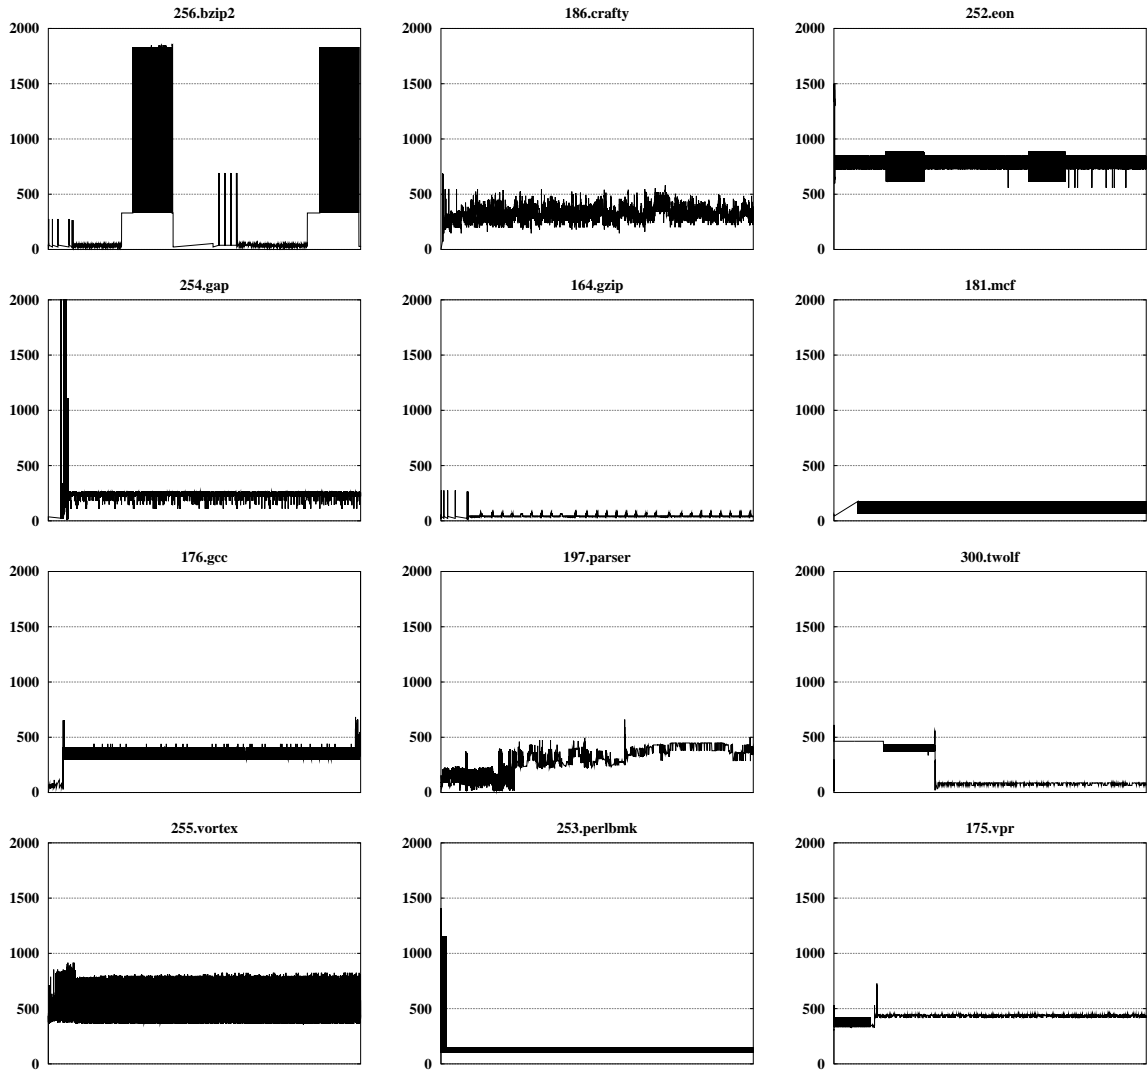 256.bzip2 186.crafty 252.eon
2000 2000 2000
1500 1500 1500
1000 1000 1000
500 500 500
0 0 0
254.gap 164.gzip 181.mcf
2000 2000 2000
1500 1500 1500
1000 1000 1000
500 500 500
0 0 0
176.gcc 197.parser 300.twolf
2000 2000 2000
1500 1500 1500
1000 1000 1000
500 500 500
0 0 0
255.vortex 253.perlbmk 175.vpr
2000 2000 2000
1500 1500 1500
1000 1000 1000
500 500 500
0 0 0